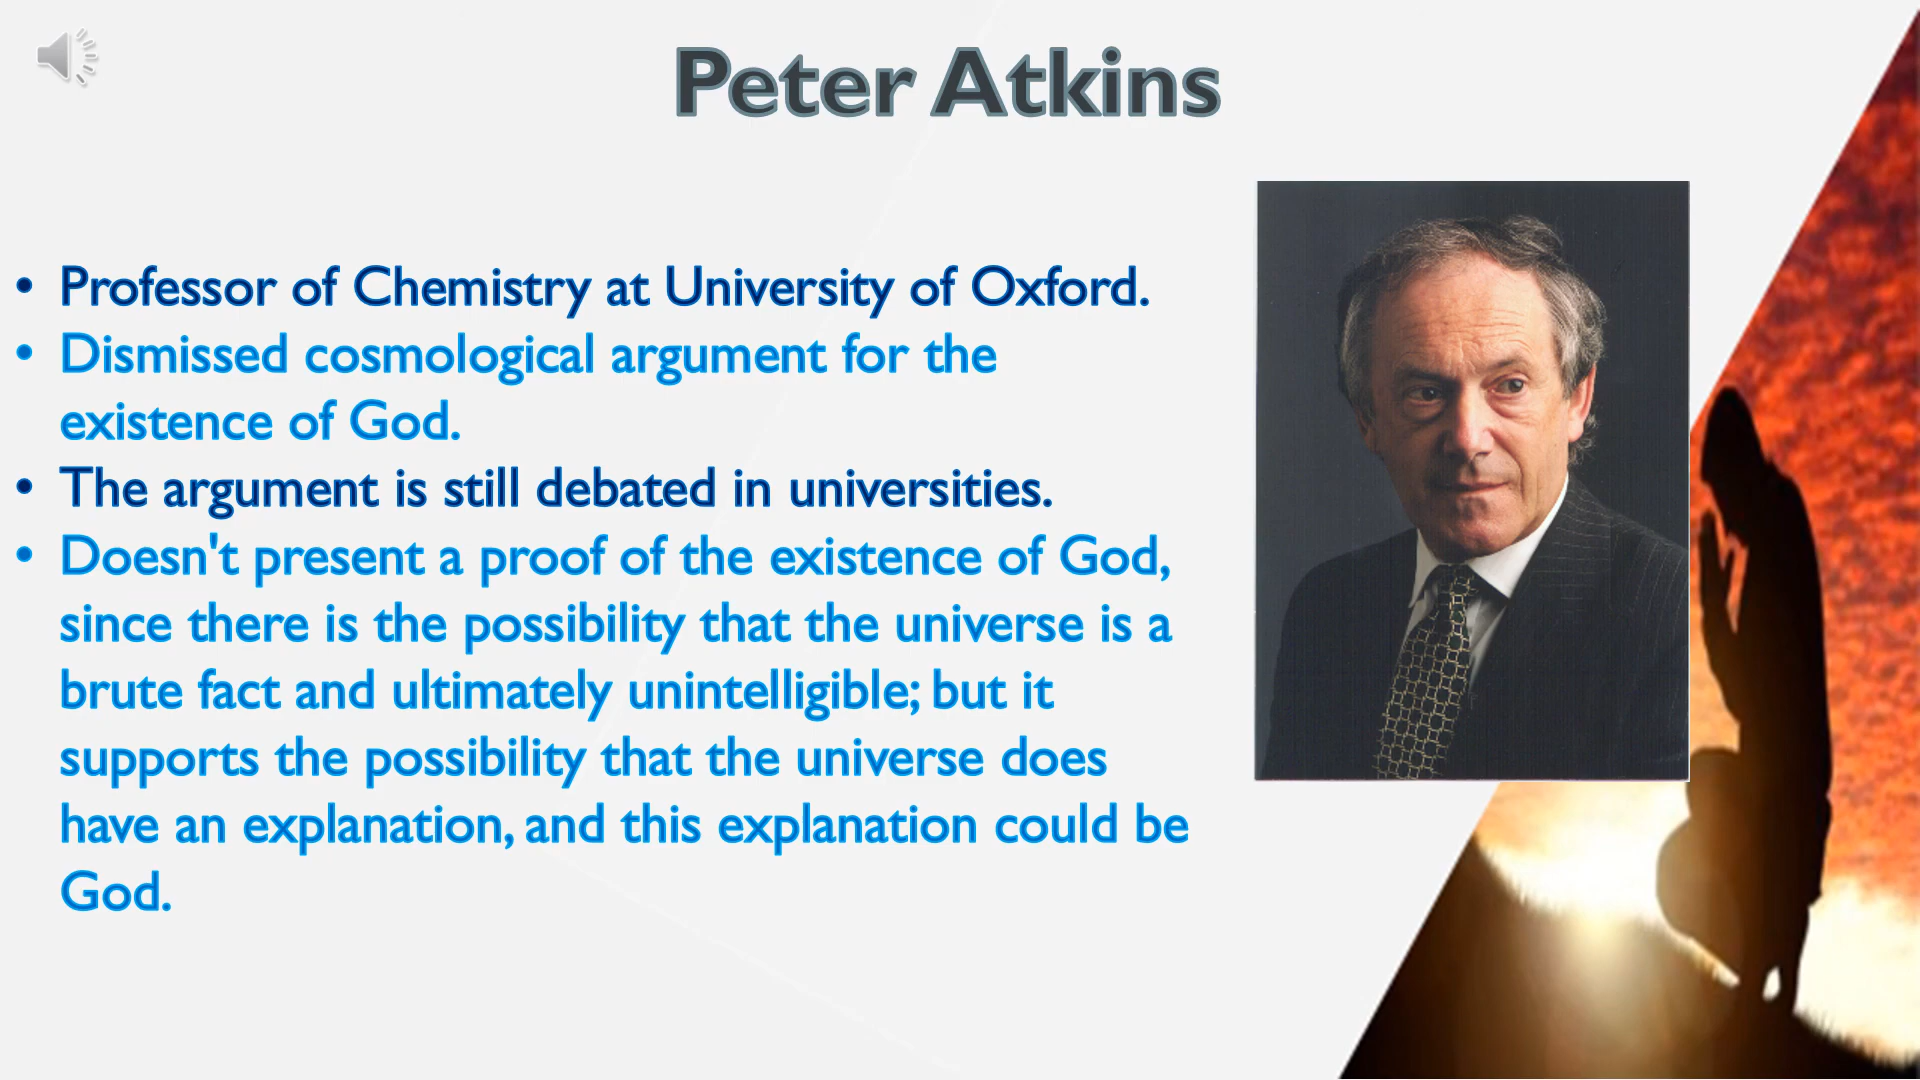 Peter Atkins
• Professor of Chemistry at University of Oxford.
• Dismissed cosmological argument for the
existence of God.
• The argument is still debated in universities.
• Doesn't present a proof of the existence of God,
since there is the possibility that the universe is a
brute fact and ultimately unintelligible; but it
supports the possibility that the universe does
have an explanation, and this explanation could be
God.